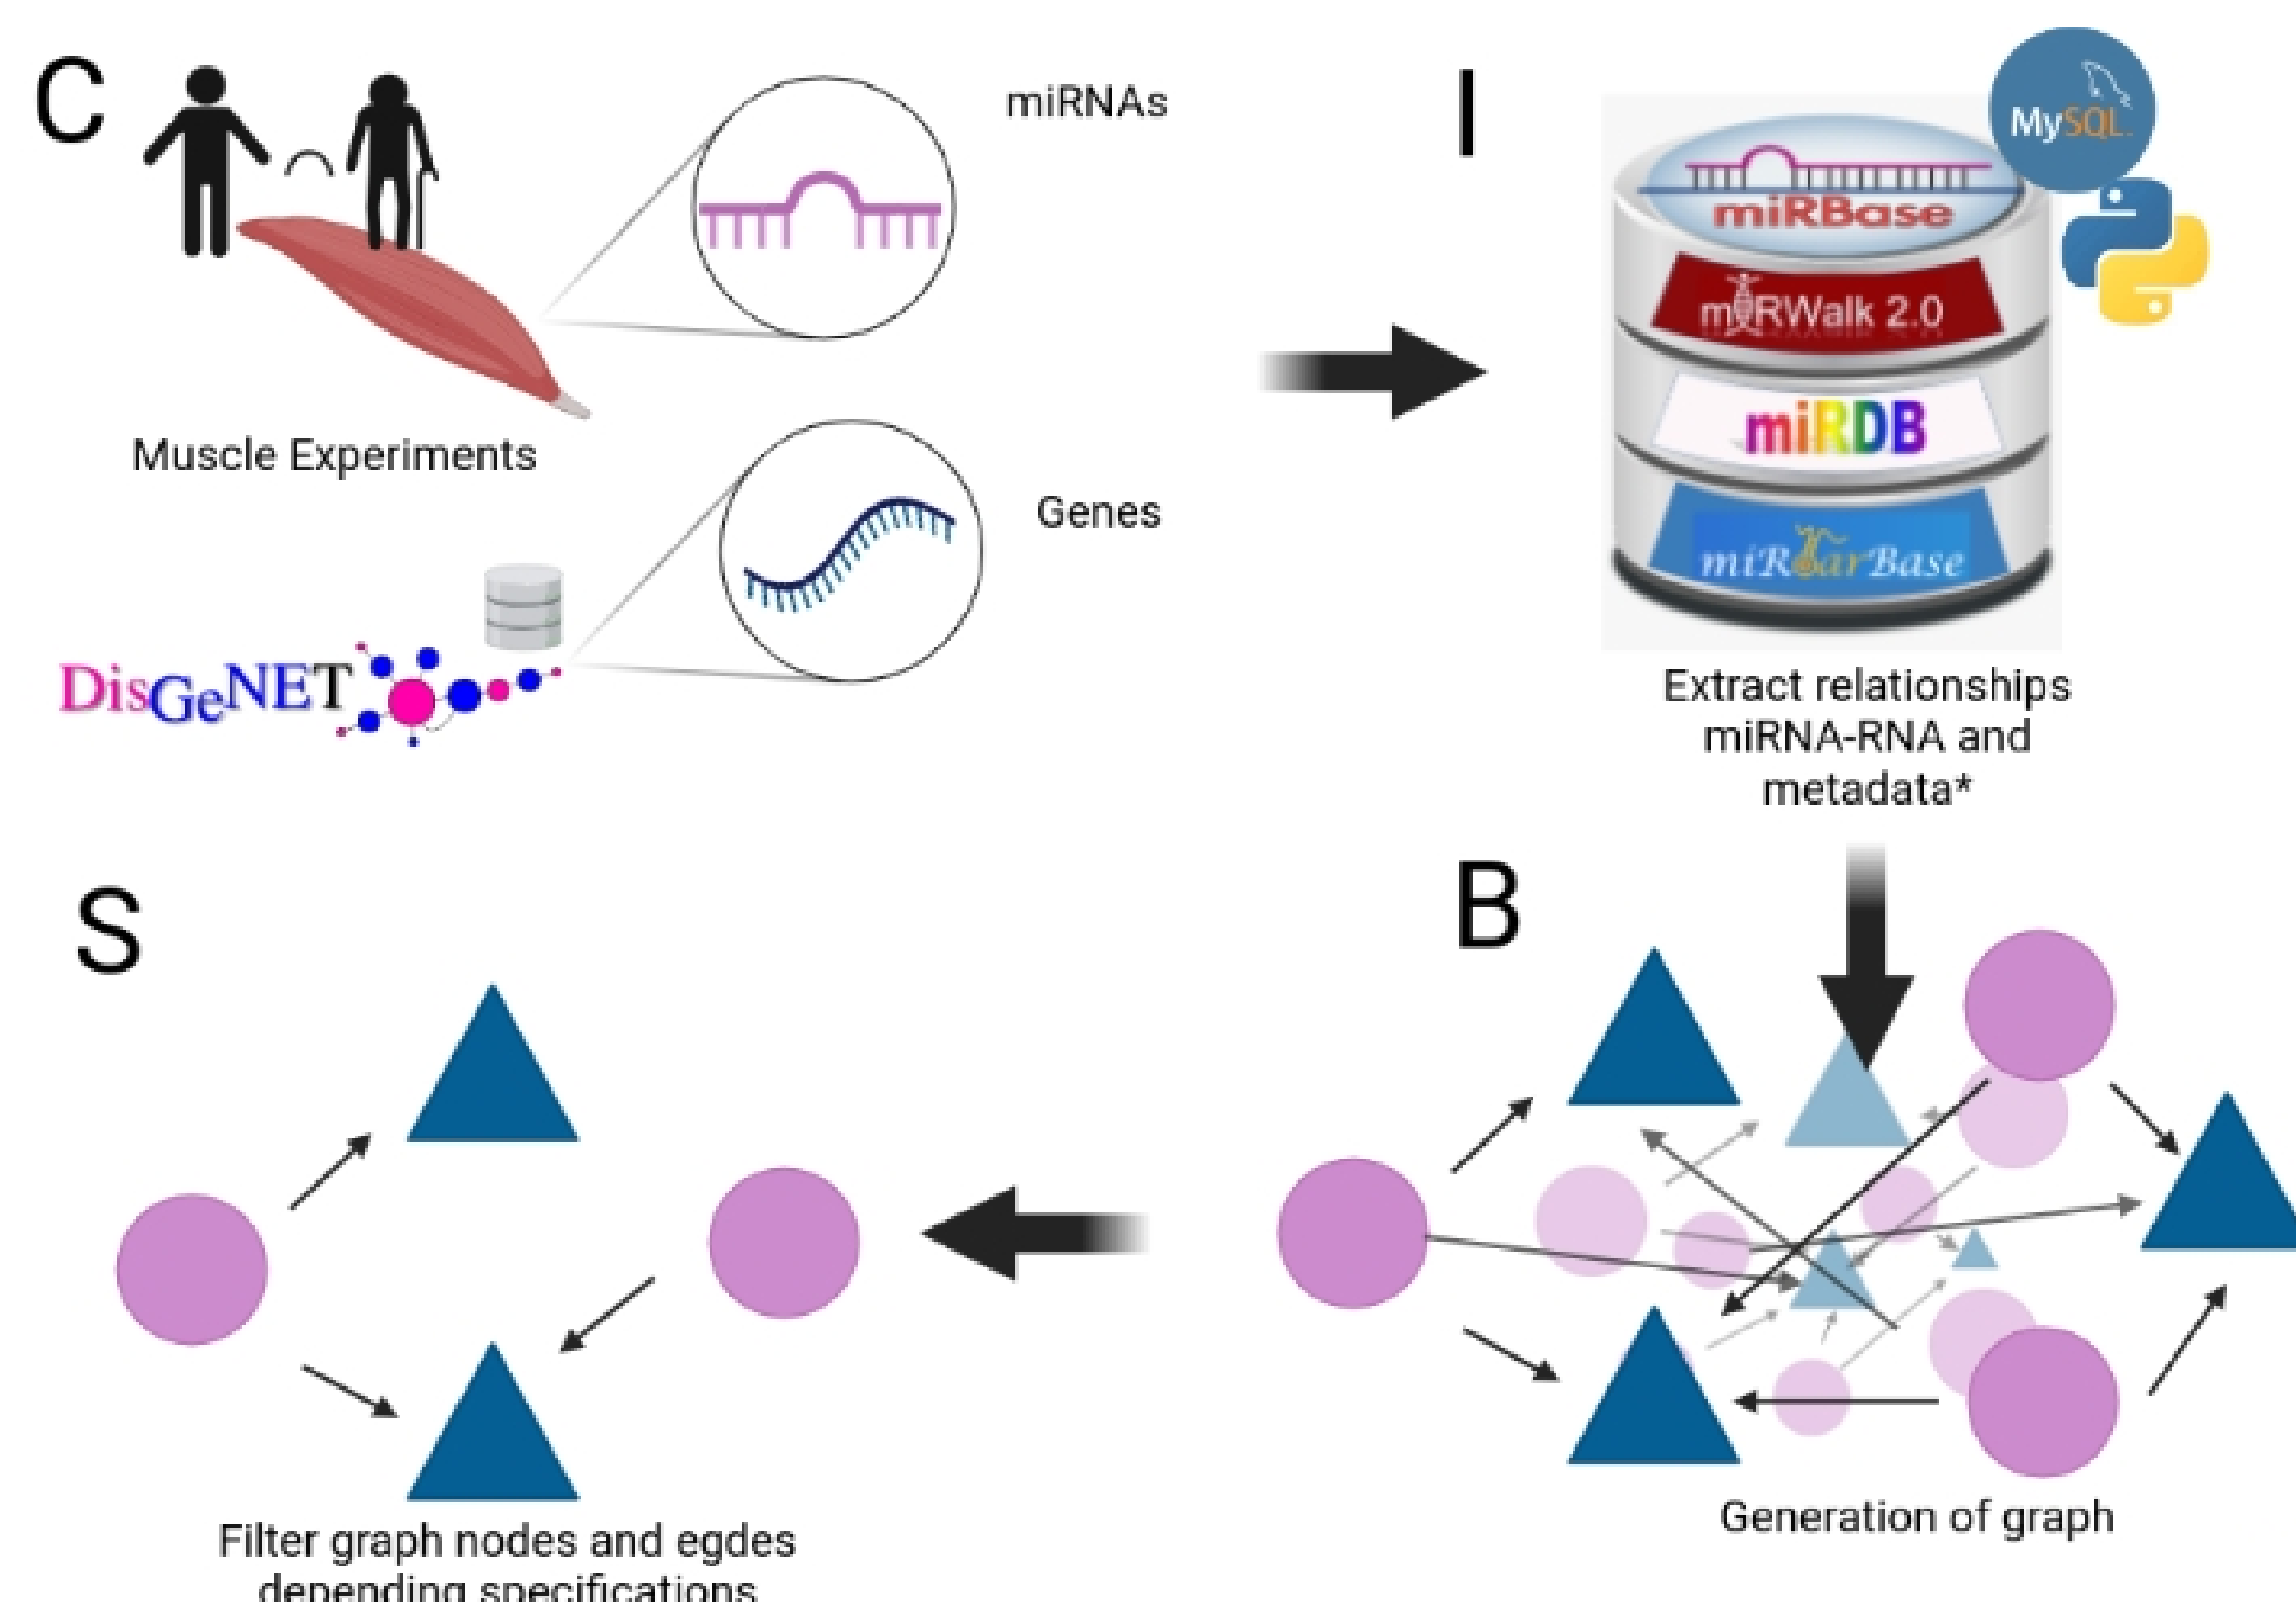 C
miRNAs
Muscle Experiments
Genes
DisGeNET
I
MySQL
miRBase
miRWalk 2.0
miRDB
miRTarBase
Extract relationships
miRNA-RNA and
metadata*
S
Filter graph nodes and egdes
depending specifications
B
Generation of graph